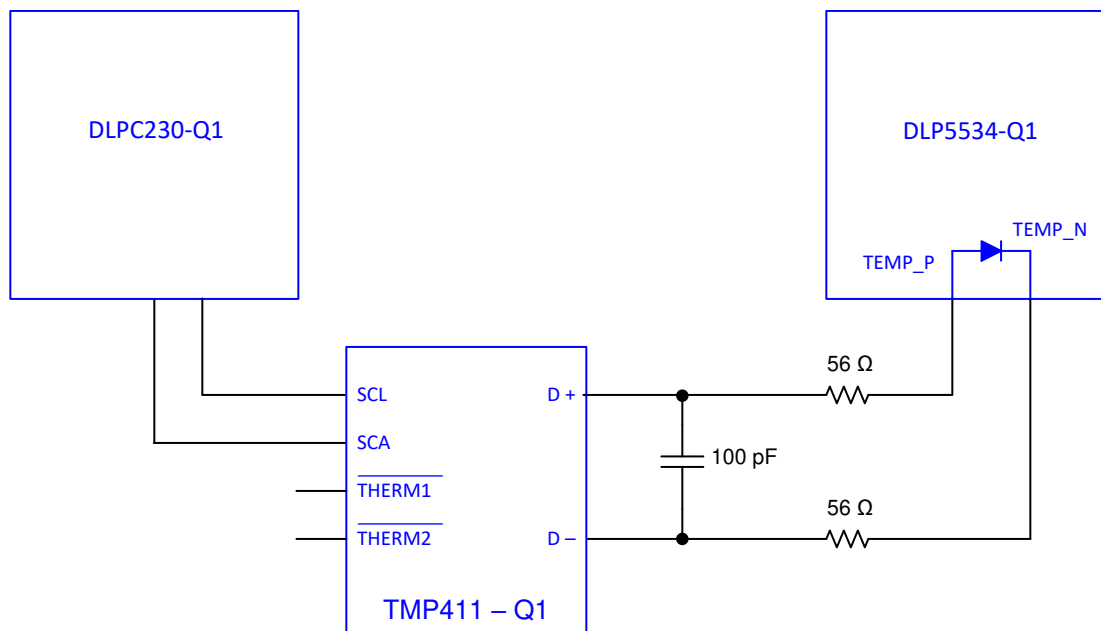 DLPC230-Q1
DLP5534-Q1
TEMP_N
TEMP_P
56 Ω
SCL
D +
SCA
100 pF
THERM1
56 Ω
THERM2
D –
TMP411 – Q1